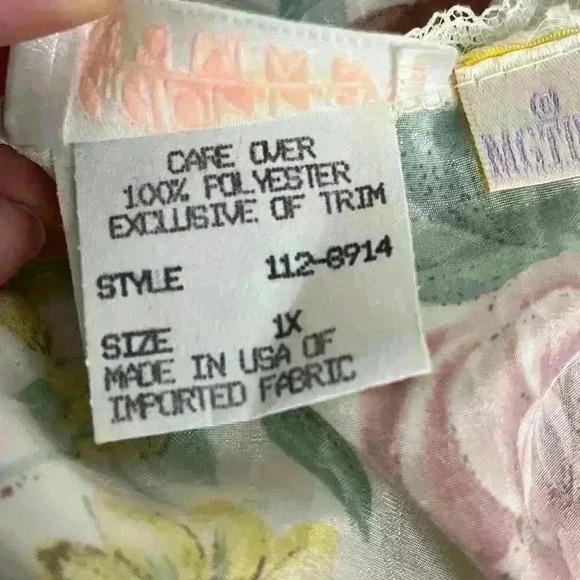 CARE OVER
100% POLYESTER
EXCLUSIVE OF TRIM
STYLE 112-8914
SIZE 1X
MADE IN USA OF
IMPORTED FABRIC